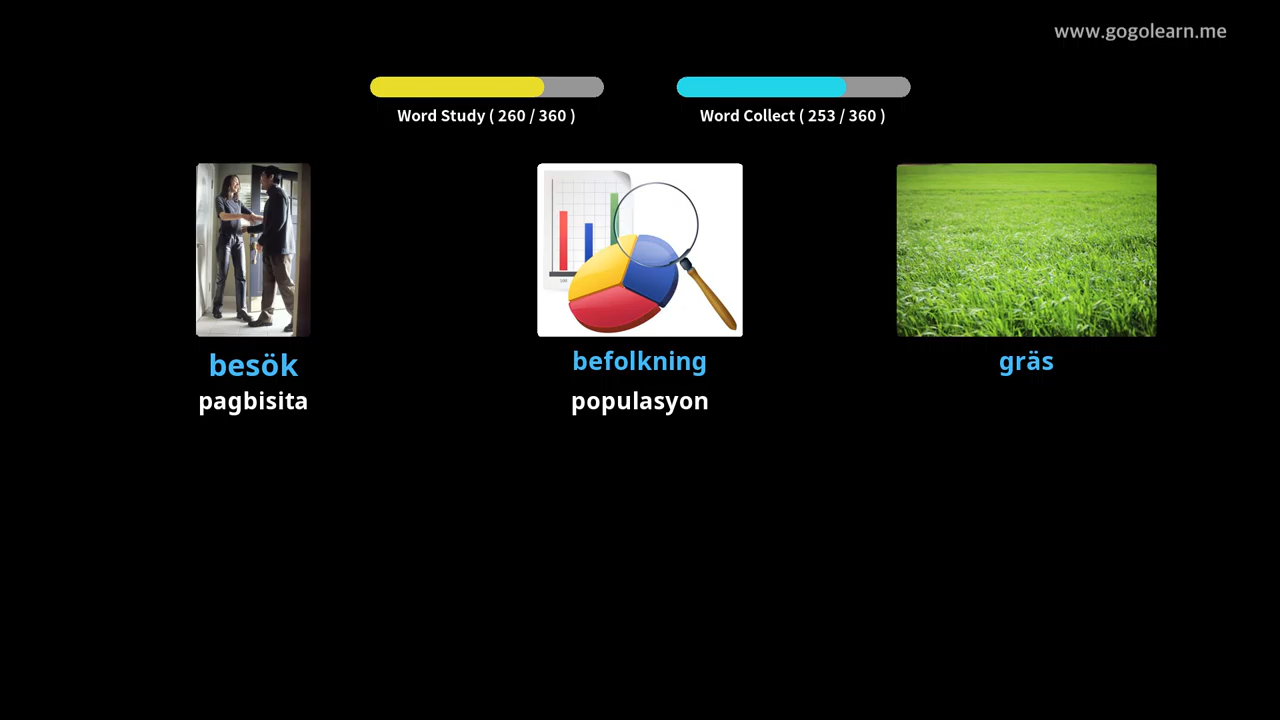 www.gogolearn.me
Word Study ( 260 / 360 )
Word Collect ( 253 / 360 )
besök
pagbisita
befolkning
populasyon
gräs